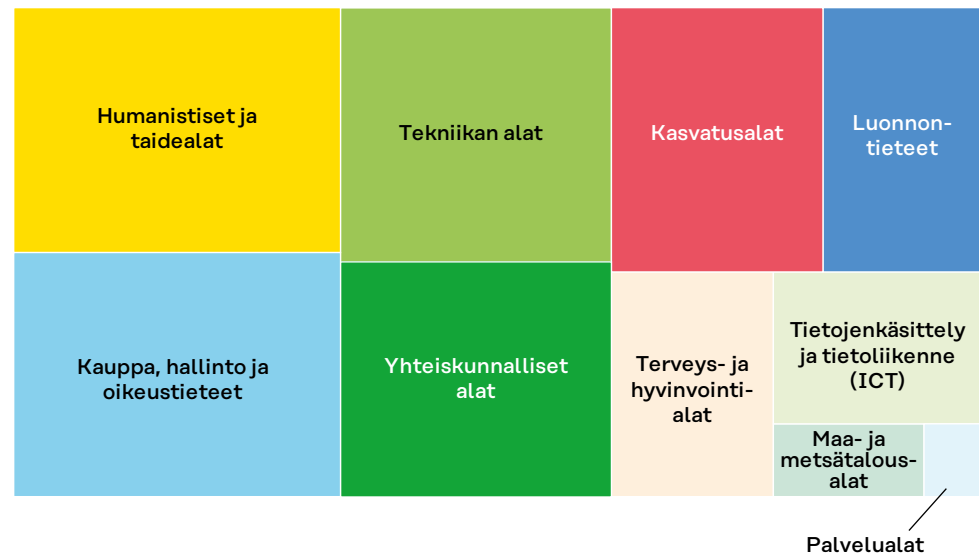 Humanistiset ja
taidealat
Tekniikan alat
Kasvatusalat
Luonnon-
tieteet
Kauppa, hallinto ja
oikeustieteet
Yhteiskunnalliset
alat
Terveys- ja
hyvinvointi-
alat
Tietojenkäsittely
ja tietoliikenne
(ICT)
Maa- ja
metsätalous-
alat
Palvelualat